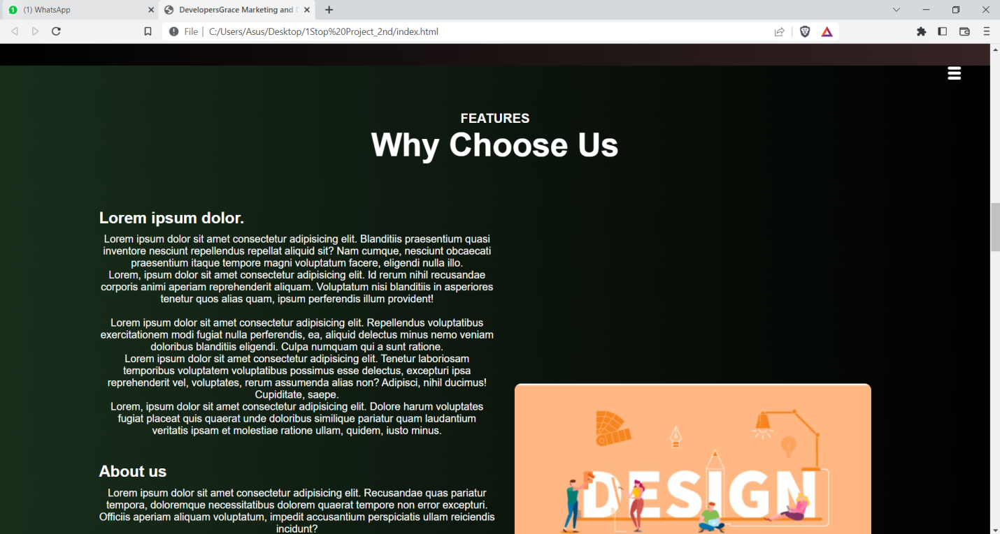 (1) WhatsApp
DevelopersGrace Marketing and
File | C:/Users/Asus/Desktop/1Stop%20Project_2nd/index.html
FEATURES
Why Choose Us
Lorem ipsum dolor.
Lorem ipsum dolor sit amet consectetur adipisicing elit. Blanditiis praesentium quasi
inventore nesciunt repellendus repellat aliquid sit? Nam cumque, nesciunt obcaecati
praesentium itaque tempore magni voluptatum facere, eligendi nulla illo.
Lorem, ipsum dolor sit amet consectetur adipisicing elit. Id rerum nihil recusandae
corporis animi aperiam reprehenderit aliquam. Voluptatum nisi blanditiis in asperiores
tenetur quos alias quam, ipsum perferendis illum provident!
Lorem ipsum dolor sit amet consectetur adipisicing elit. Repellendus voluptatibus
exercitationem modi fugiat nulla perferendis, ea, aliquid delectus minus nemo veniam
doloribus blanditiis eligendi. Culpa numquam qui a sunt ratione.
Lorem ipsum dolor sit amet consectetur adipisicing elit. Tenetur laboriosam
temporibus voluptatem voluptatibus possimus esse delectus, excepturi ipsa
reprehenderit vel, voluptates, rerum assumenda alias non? Adipisci, nihil ducimus!
Cupiditate, saepe.
Lorem, ipsum dolor sit amet consectetur adipisicing elit. Dolore harum voluptates
fugiat placeat quis quaerat unde doloribus similique pariatur quam laudantium
veritatis ipsam et molestiae ratione ullam, quidem, iusto minus.
About us
Lorem ipsum dolor sit amet consectetur adipisicing elit. Recusandae quas pariatur
tempora, doloremque necessitatibus dolorem quaerat tempore non error excepturi.
Officiis aperiam aliquam voluptatum, impedit accusantium perspiciatis ullam reiciendis
incidunt?
DESIGN